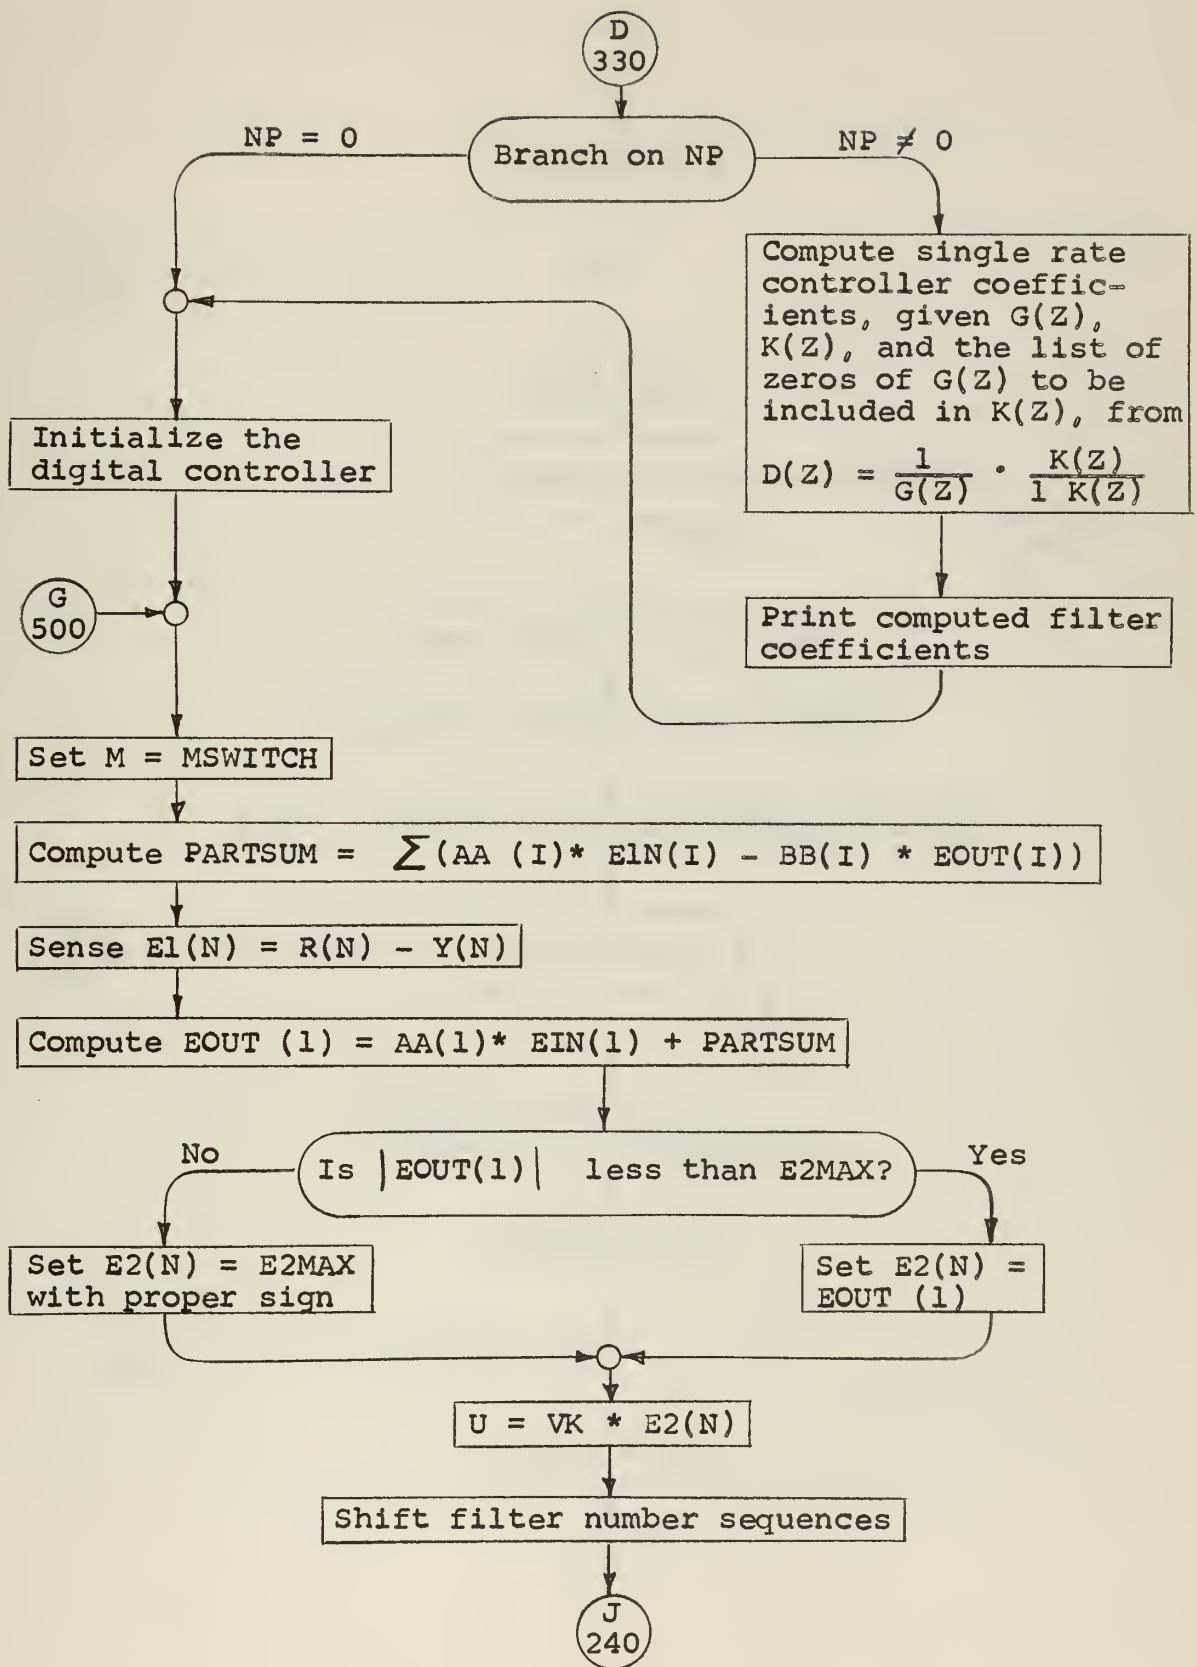 D
330
NP = 0
Branch on NP
NP ≠ 0
Compute single rate
controller coeffic-
ients, given G(Z),
K(Z), and the list of
zeros of G(Z) to be
included in K(Z), from
D(Z) = 1/G(Z) · K(Z)/1 K(Z)
Initialize the
digital controller
G
500
Print computed filter
coefficients
Set M = MSWITCH
Compute PARTSUM = ∑(AA (I)* E1N(I) - BB(I) * EOUT(I))
Sense E1(N) = R(N) - Y(N)
Compute EOUT (1) = AA(1)* EIN(1) + PARTSUM
No
Is |EOUT(1)| less than E2MAX?
Yes
Set E2(N) = E2MAX
with proper sign
Set E2(N) =
EOUT (1)
U = VK * E2(N)
Shift filter number sequences
J
240